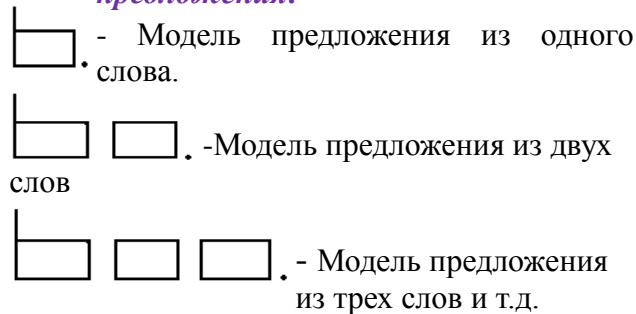 предложения.
- Модель предложения из одного
слова.
-Модель предложения из двух
слов
- Модель предложения
из трех слов и т.д.